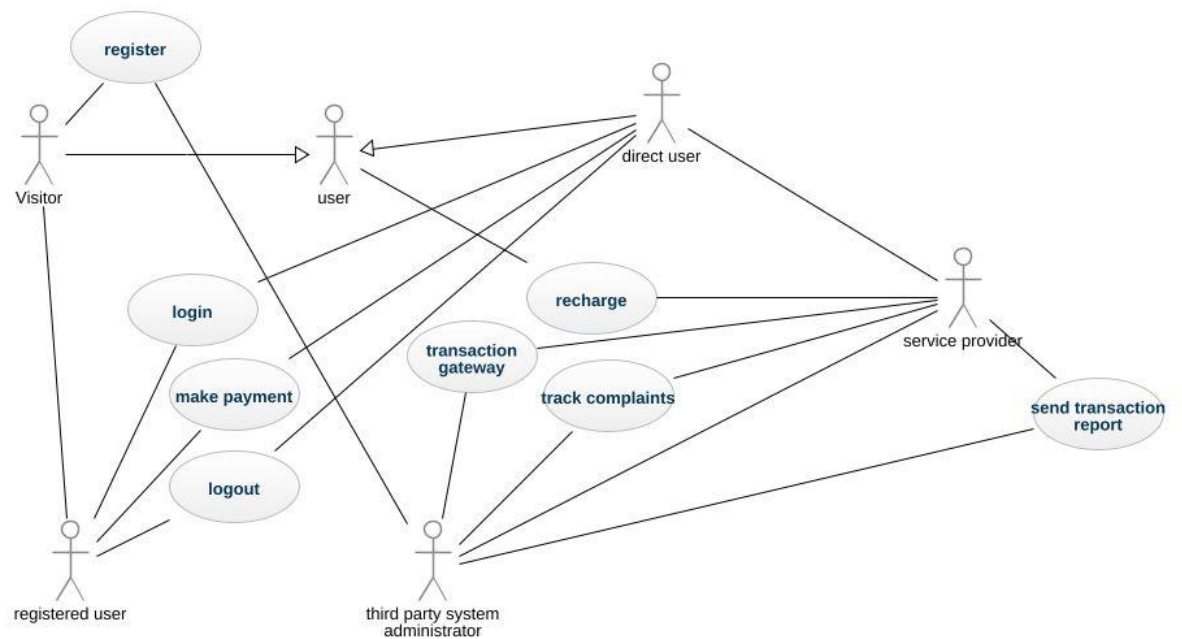 register
Visitor
user
direct user
login
recharge
service provider
transaction
gateway
make payment
track complaints
send transaction
report
logout
registered user
third party system
administrator